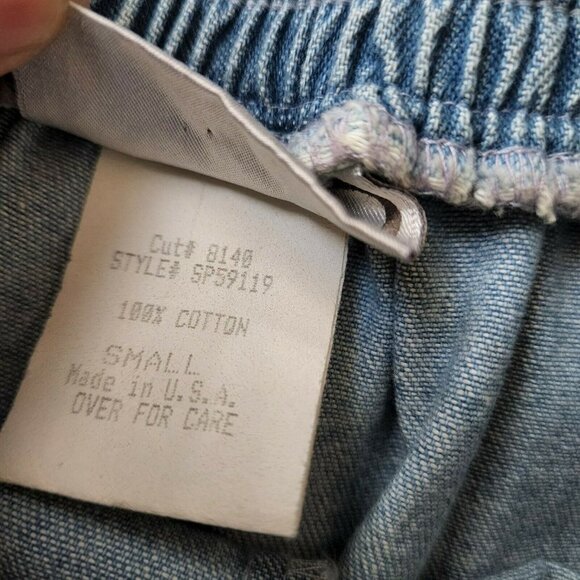 Cut# 8140
STYLE# SP59119
100% COTTON
SMALL
Made in U.S.A.
OVER FOR CARE